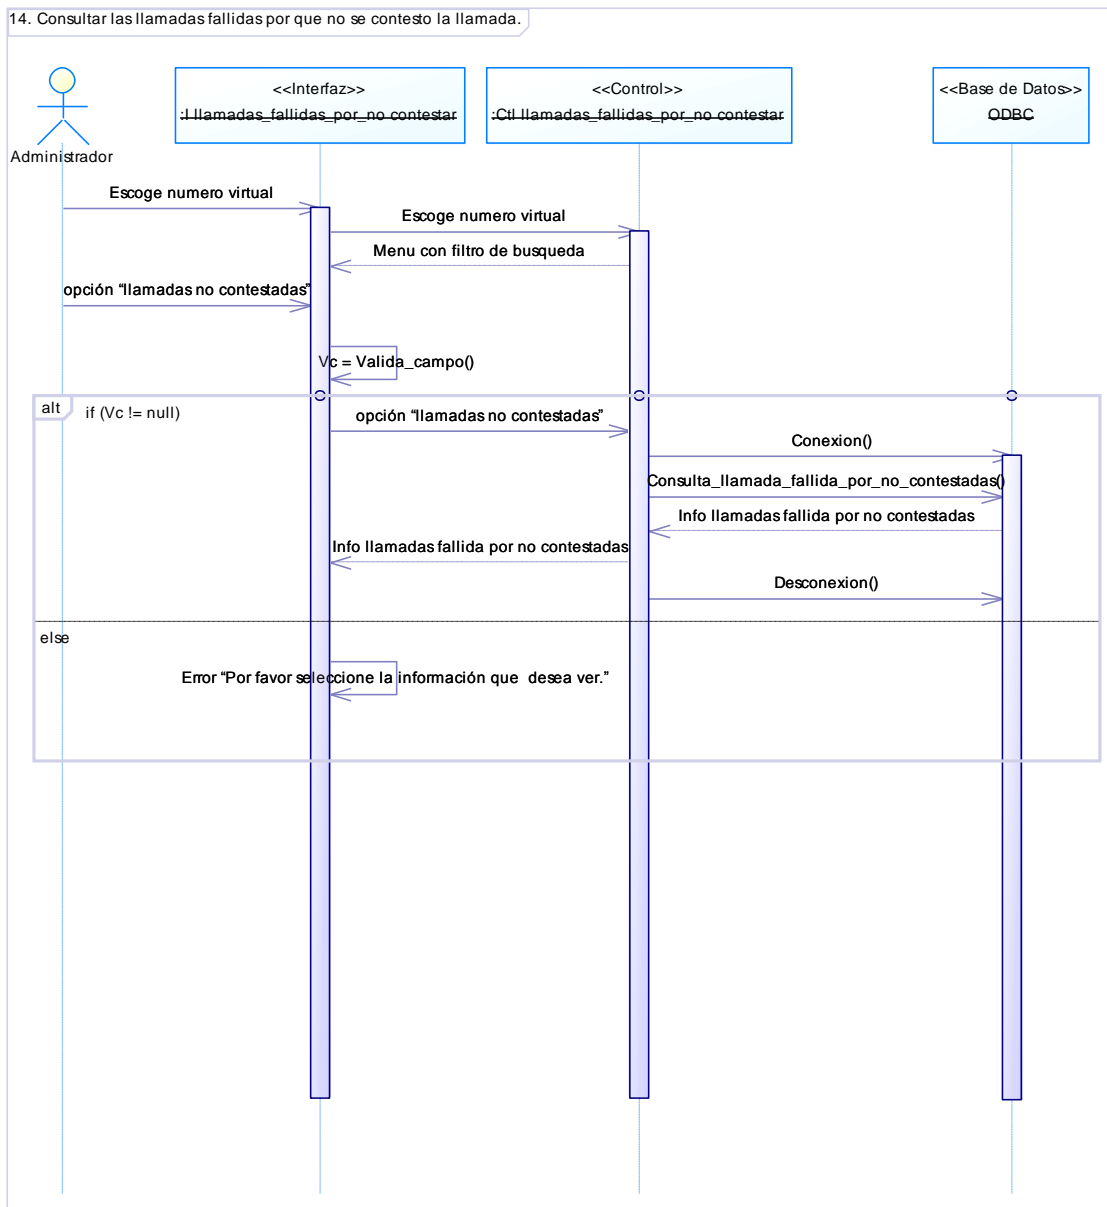 14. Consultar las llamadas fallidas por que no se contesto la llamada.
<<Interfaz>>
:I llamadas_fallidas_por_no contestar
<<Control>>
:Ctl llamadas_fallidas_por_no contestar
<<Base de Datos>>
ODBC
Administrador
Escoge numero virtual
Escoge numero virtual
Menu con filtro de busqueda
opción “llamadas no contestadas”
Vc = Valida_campo()
alt
if (Vc != null)
opción “llamadas no contestadas”
Conexion()
Consulta_llamada_fallida_por_no_contestadas()
Info llamadas fallida por no contestadas
Info llamadas fallida por no contestadas
Desconexion()
else
Error “Por favor seleccione la información que  desea ver.”